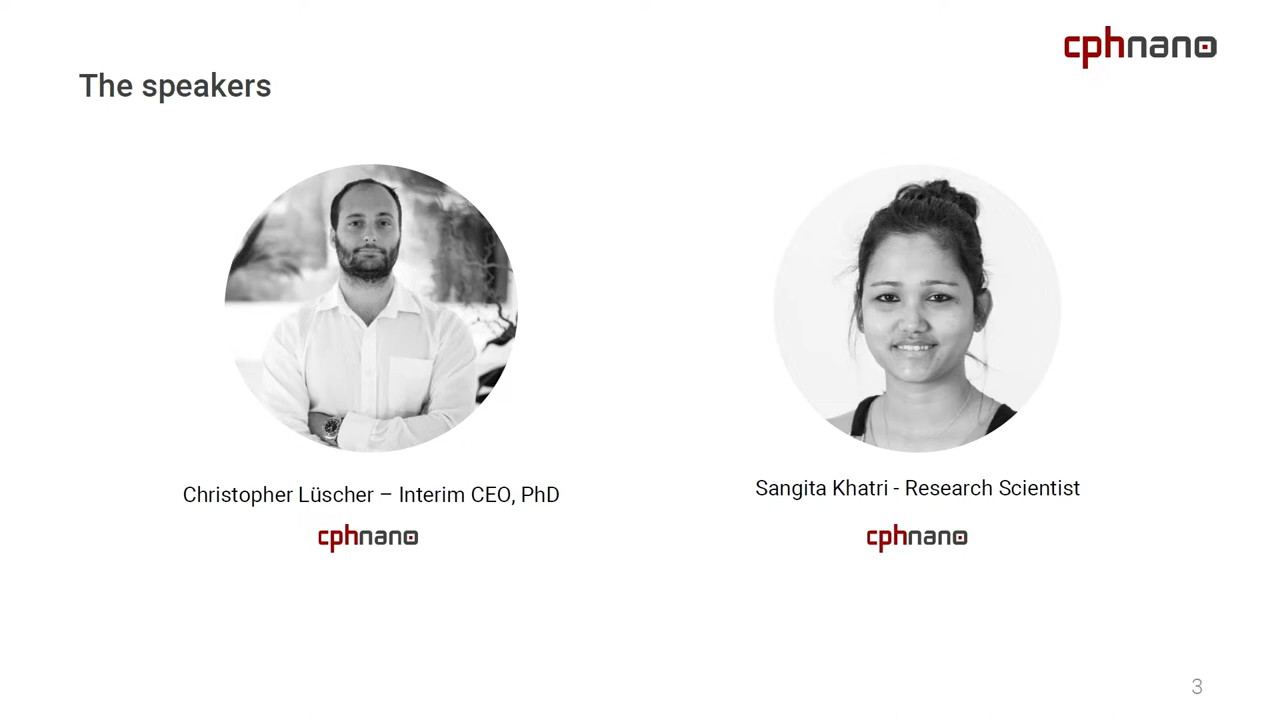 cphnano
The speakers
Christopher Lüscher – Interim CEO, PhD
cphnano
Sangita Khatri - Research Scientist
cphnano
3